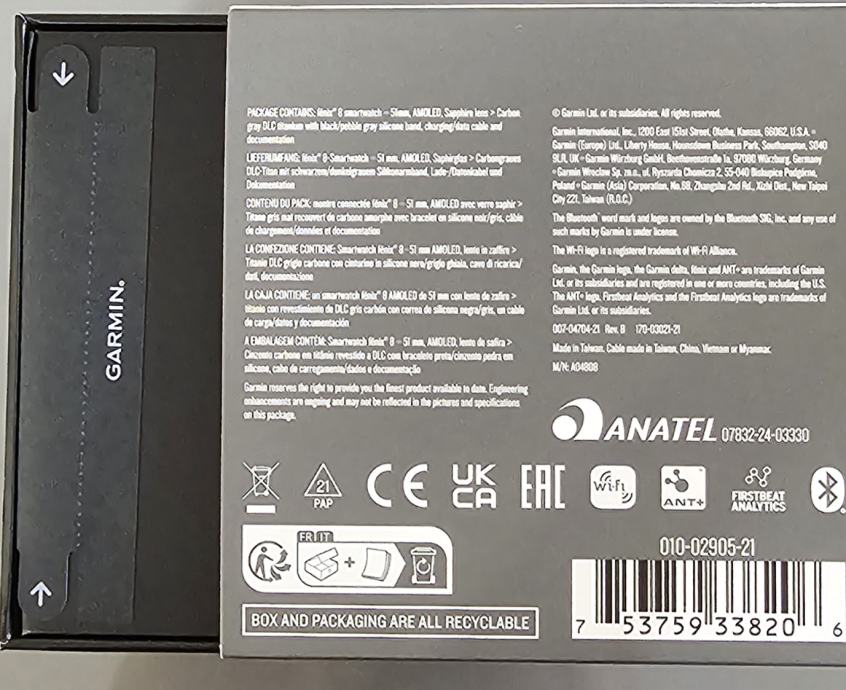 GARMIN.
PACKAGE CONTAINS: fēnix® 8 smartwatch – 51mm, AMOLED, Sapphire lens > Carbon
gray DLC titanium with black/pebble gray silicone band, charging/data cable and
documentation
LIEFERUMFANG: fēnix® 8-Smartwatch – 51 mm, AMOLED, Saphirglas > Carbongraues
DLC-Titan mit schwarzem/dunkelgrauem Silikonarmband, Lade-/Datenkabel und
Dokumentation
CONTENU DU PACK: montre connectée fēnix® 8 – 51 mm, AMOLED avec verre saphir >
Titane gris mat recouvert de carbone amorphe avec bracelet en silicone noir/gris, câble
de chargement/données et documentation
LA CONFEZIONE CONTIENE: Smartwatch fēnix® 8 – 51 mm AMOLED, lente in zaffiro >
Titanio DLC grigio carbone con cinturino in silicone nero/grigio ghiaia, cavo di ricarica/
dati, documentazione
LA CAJA CONTIENE: un smartwatch fēnix® 8 AMOLED de 51 mm con lente de zafiro >
titanio con revestimiento de DLC gris carbón con correa de silicona negra/gris, un cable
de carga/datos y documentación
A EMBALAGEM CONTÉM: Smartwatch fēnix® 8 – 51 mm, AMOLED, lente de safira >
Cinzento carbono em titânio revestido a DLC com bracelete preta/cinzento pedra em
silicone, cabo de carregamento/dados e documentação
Garmin reserves the right to provide you the finest product available to date. Engineering
enhancements are ongoing and may not be reflected in the pictures and specifications
on this package.
© Garmin Ltd. or its subsidiaries. All rights reserved.
Garmin International, Inc., 1200 East 151st Street, Olathe, Kansas, 66062, U.S.A. •
Garmin (Europe) Ltd., Liberty House, Hounsdown Business Park, Southampton, SO40
9LR, UK • Garmin Würzburg GmbH, Beethovenstraße 1a, 97080 Würzburg, Germany
• Garmin Wrocław Sp. z o.o., ul. Ryszarda Chomicza 2, 55-040 Biskupice Podgórne,
Poland • Garmin (Asia) Corporation, No.68, Zhangshu 2nd Rd., Xizhi Dist., New Taipei
City 221, Taiwan (R.O.C.)
The Bluetooth® word mark and logos are owned by the Bluetooth SIG, Inc. and any use of
such marks by Garmin is under license.
The Wi-Fi logo is a registered trademark of Wi-Fi Alliance.
Garmin, the Garmin logo, the Garmin delta, fēnix and ANT+ are trademarks of Garmin
Ltd. or its subsidiaries and are registered in one or more countries, including the U.S.
The ANT+ logo, Firstbeat Analytics and the Firstbeat Analytics logo are trademarks of
Garmin Ltd. or its subsidiaries.
007-04704-21 Rev. B 170-03021-21
Made in Taiwan. Cable made in Taiwan, China, Vietnam or Myanmar.
M/N: A04808
ANATEL 07832-24-03330
21
PAP
CE
UK
CA
EAC
Wi-Fi
ANT+
FIRSTBEAT
ANALYTICS
FR IT
+
BOX AND PACKAGING ARE ALL RECYCLABLE
010-02905-21
7 53759 33820 6